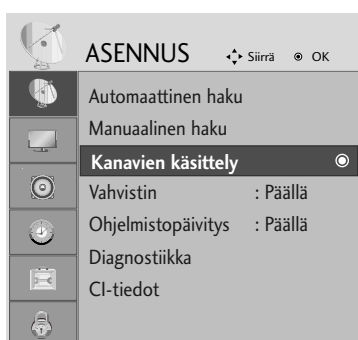 ASENNUS Siirrä OK
Automaattinen haku
Manuaalinen haku
Kanavien käsittely
Vahvistin : Päällä
Ohjelmistopäivitys : Päällä
Diagnostiikka
CI-tiedot